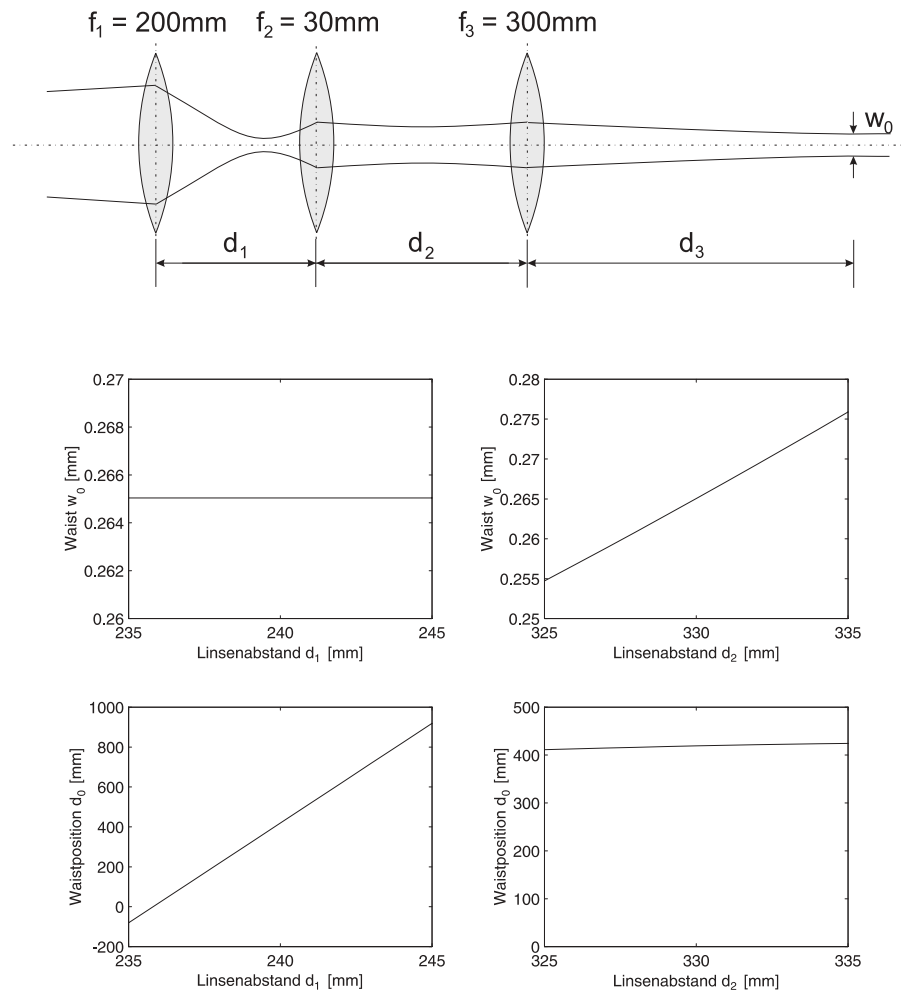 f₁ = 200mm f₂ = 30mm f₃ = 300mm
w₀
d₁ d₂ d₃
0.27
0.268
0.266
0.264
0.262
0.26
Waist w₀ [mm]
235 240 245
Linsenabstand d₁ [mm]
0.28
0.275
0.27
0.265
0.26
0.255
0.25
Waist w₀ [mm]
325 330 335
Linsenabstand d₂ [mm]
1000
800
600
400
200
0
-200
Waistposition d₀ [mm]
235 240 245
Linsenabstand d₁ [mm]
500
400
300
200
100
0
Waistposition d₀ [mm]
325 330 335
Linsenabstand d₂ [mm]